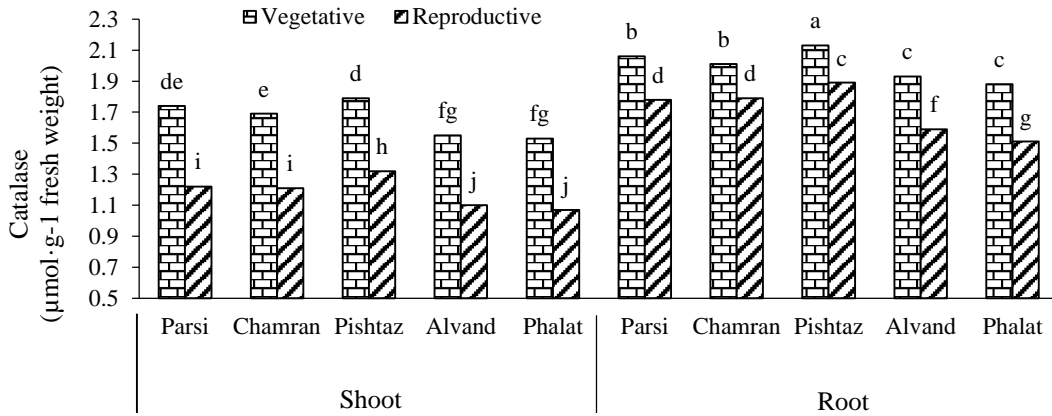 Vegetative Reproductive
Catalase
(µmol·g-1 fresh weight)
2.3
2.1
1.9
1.7
1.5
1.3
1.1
0.9
0.7
0.5
de i e i d h fg j fg j b d b d a c c f c g
Parsi Chamran Pishtaz Alvand Phalat Parsi Chamran Pishtaz Alvand Phalat
Shoot Root